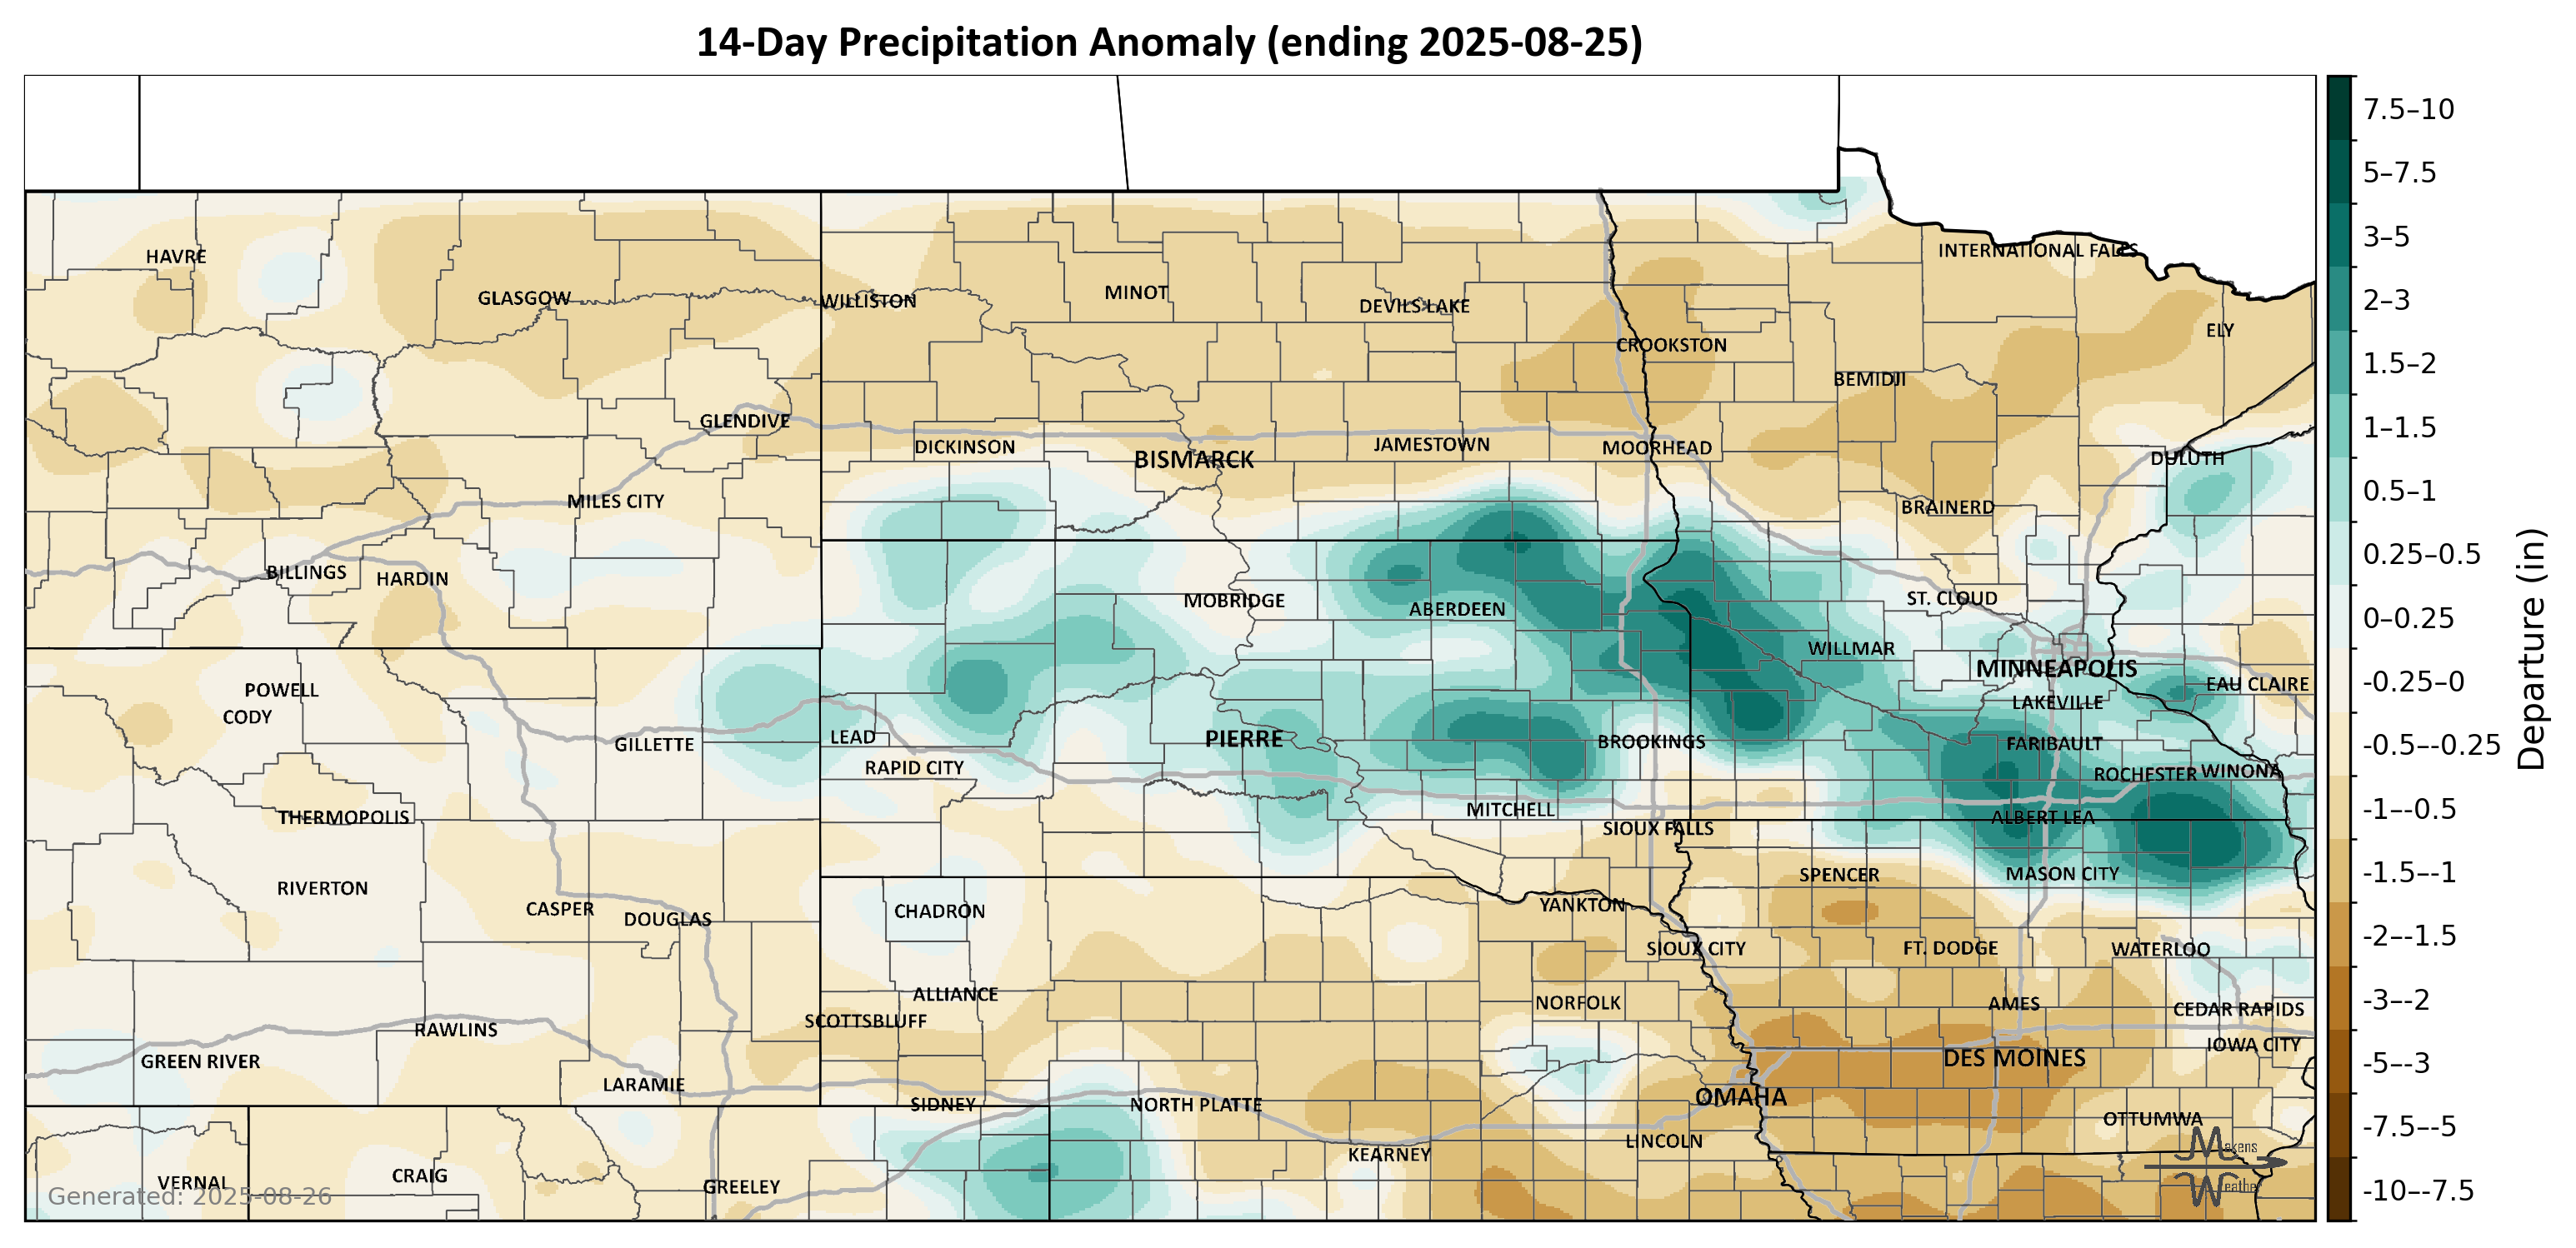 14-Day Precipitation Anomaly (ending 2025-08-25)
HAVRE
GLASGOW
WILLISTON
MINOT
DEVILS LAKE
INTERNATIONAL FALLS
ELY
CROOKSTON
BEMIDJI
GLENDIVE
DICKINSON
BISMARCK
JAMESTOWN
MOORHEAD
DULUTH
MILES CITY
BRAINERD
BILLINGS
HARDIN
MOBRIDGE
ABERDEEN
ST. CLOUD
WILLMAR
MINNEAPOLIS
EAU CLAIRE
POWELL
CODY
LAKEVILLE
GILLETTE
LEAD
PIERRE
BROOKINGS
FARIBAULT
RAPID CITY
ROCHESTER
WINONA
THERMOPOLIS
MITCHELL
ALBERT LEA
SIOUX FALLS
RIVERTON
SPENCER
MASON CITY
CASPER
DOUGLAS
CHADRON
YANKTON
SIOUX CITY
FT. DODGE
WATERLOO
ALLIANCE
NORFOLK
AMES
CEDAR RAPIDS
SCOTTSBLUFF
RAWLINS
GREEN RIVER
DES MOINES
IOWA CITY
LARAMIE
SIDNEY
NORTH PLATTE
OMAHA
OTTUMWA
LINCOLN
KEARNEY
VERNAL
CRAIG
GREELEY
Generated: 2025-08-26
Makens
Weather
7.5–10
5–7.5
3–5
2–3
1.5–2
1–1.5
0.5–1
0.25–0.5
0–0.25
-0.25–0
-0.5–-0.25
-1–-0.5
-1.5–-1
-2–-1.5
-3–-2
-5–-3
-7.5–-5
-10–-7.5
Departure (in)